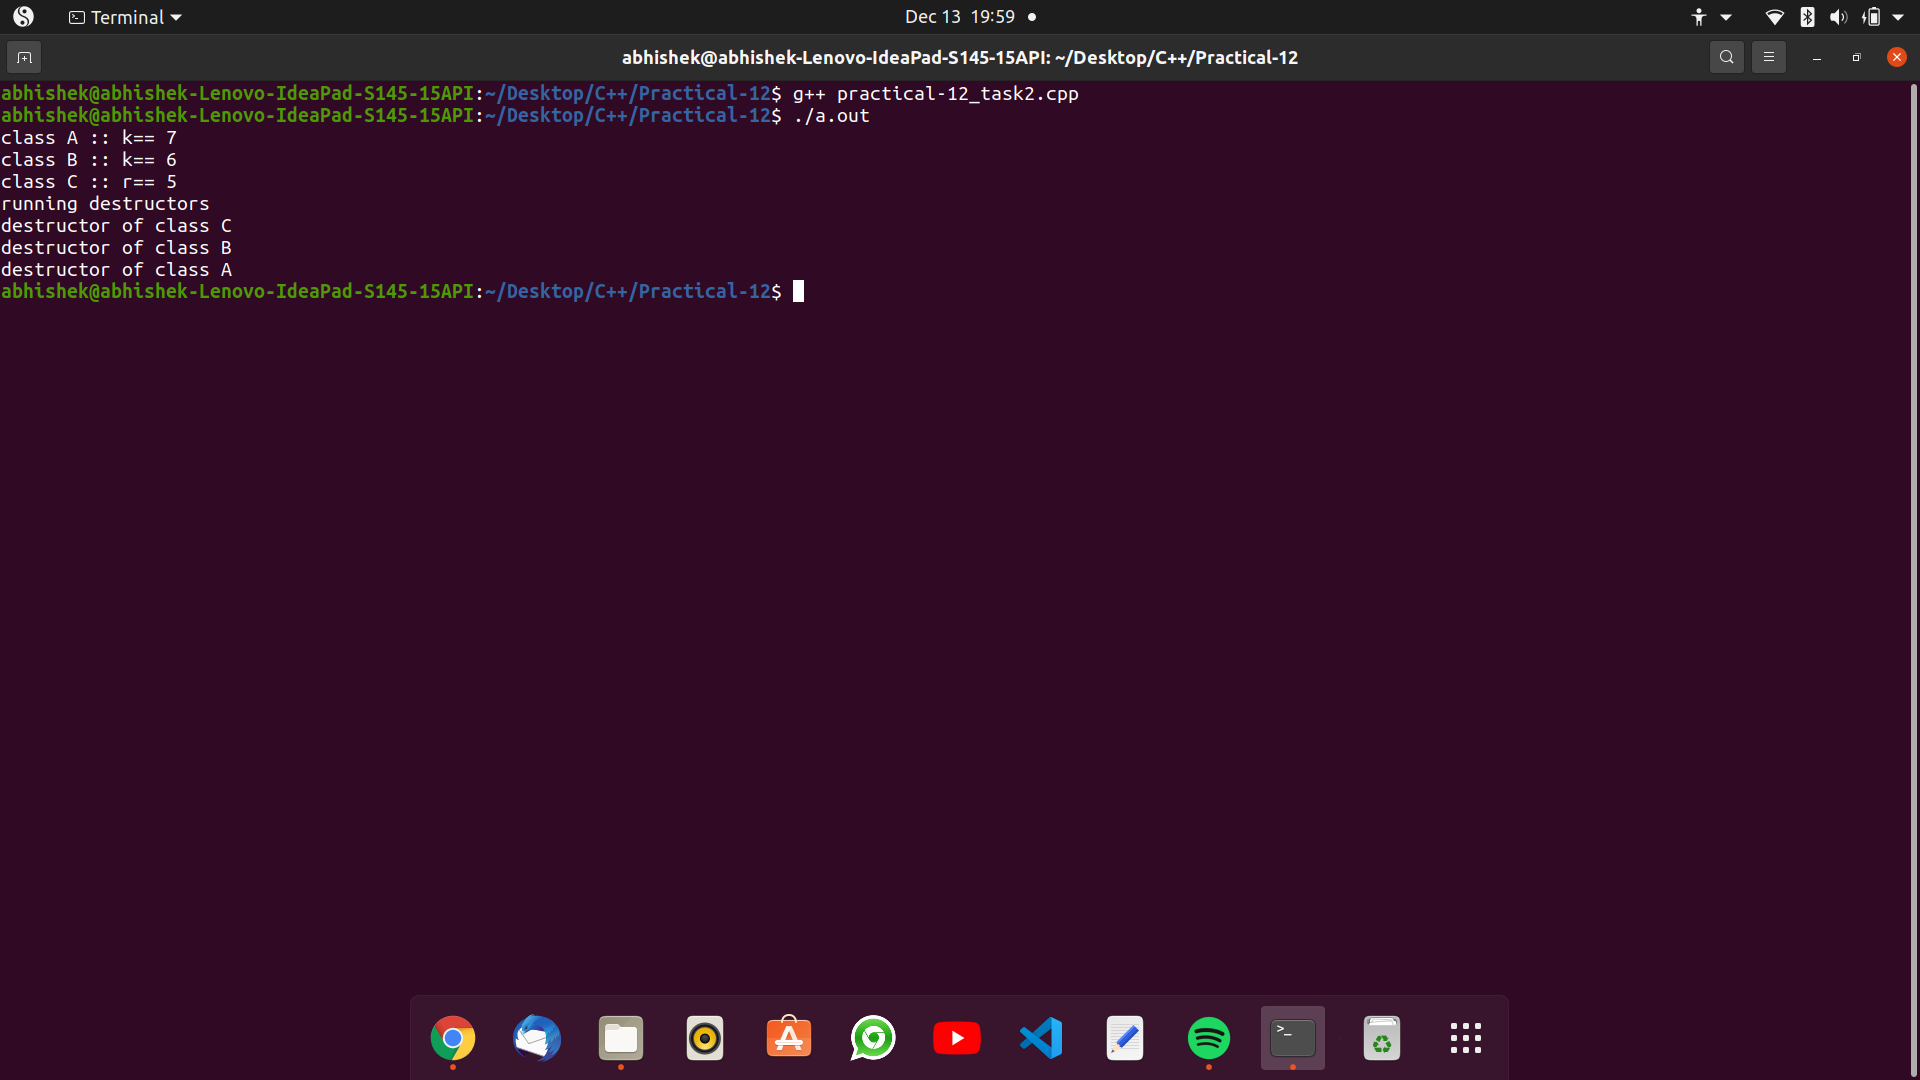 Terminal
Dec 13 19:59
abhishek@abhishek-Lenovo-IdeaPad-S145-15API: ~/Desktop/C++/Practical-12
abhishek@abhishek-Lenovo-IdeaPad-S145-15API:~/Desktop/C++/Practical-12$ g++ practical-12_task2.cpp
abhishek@abhishek-Lenovo-IdeaPad-S145-15API:~/Desktop/C++/Practical-12$ ./a.out
class A :: k== 7
class B :: k== 6
class C :: r== 5
running destructors
destructor of class C
destructor of class B
destructor of class A
abhishek@abhishek-Lenovo-IdeaPad-S145-15API:~/Desktop/C++/Practical-12$